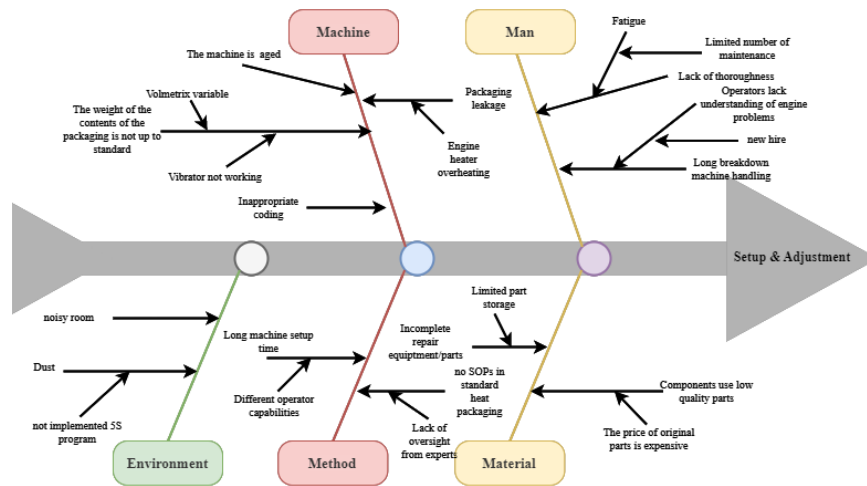 Machine
Man
Fatigue
The machine is aged
Limited number of
maintenance
Volmetrix variable
The weight of the
contents of the
packaging is not up to
standard
Vibrator not working
Packaging
leakage
Engine
heater
overheating
Inappropriate
coding
Lack of thoroughness
Operators lack
understanding of engine
problems
new hire
Long breakdown
machine handling
Setup & Adjustment
noisy room
Dust
not implemented 5S
program
Environment
Long machine setup
time
Different operator
capabilities
no SOPs in
standard
heat
packaging
Lack of
oversight
from experts
Method
Limited part
storage
Incomplete
repair
equiptment/parts
Components use low
quality parts
The price of original
parts is expensive
Material